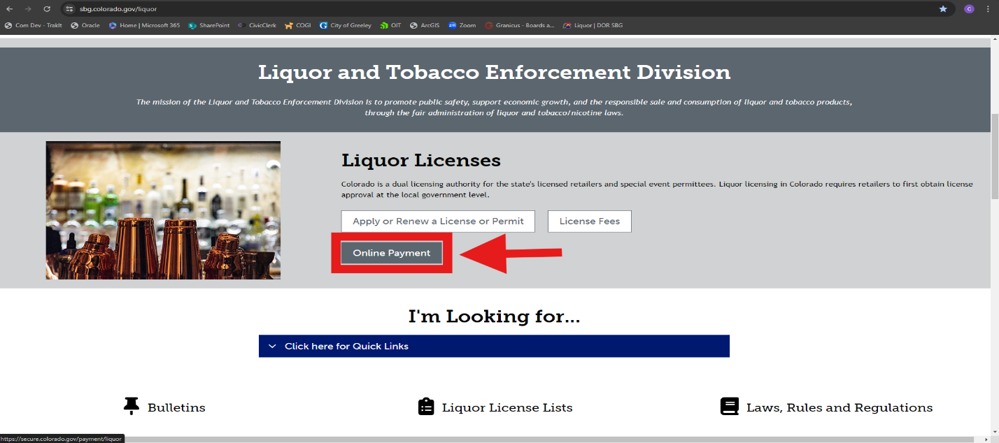 sbg.colorado.gov/liquor
C
Com Dev - TrakIt Oracle Home | Microsoft 365 SharePoint CivicClerk COGI City of Greeley OIT ArcGIS Zoom Granicus - Boards a... Liquor | DOR SBG
Liquor and Tobacco Enforcement Division
The mission of the Liquor and Tobacco Enforcement Division is to promote public safety, support economic growth, and the responsible sale and consumption of liquor and tobacco products,
through the fair administration of liquor and tobacco/nicotine laws.
Liquor Licenses
Colorado is a dual licensing authority for the state's licensed retailers and special event permittees. Liquor licensing in Colorado requires retailers to first obtain license
approval at the local government level.
Apply or Renew a License or Permit License Fees
Online Payment
I'm Looking for...
Click here for Quick Links
Bulletins Liquor License Lists Laws, Rules and Regulations
https://secure.colorado.gov/payment/liquor